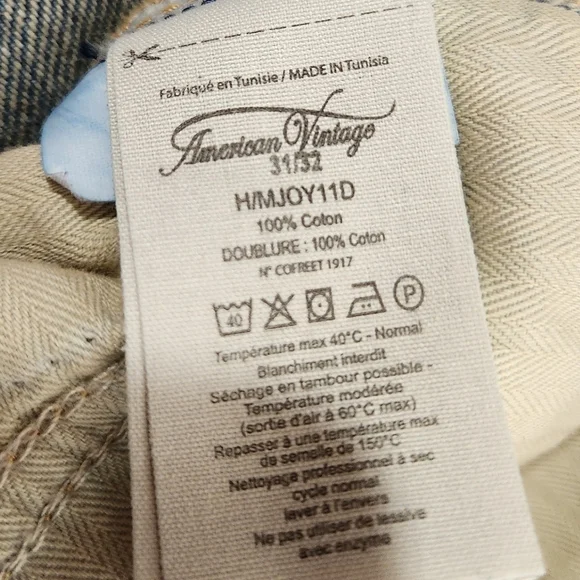 Fabriqué en Tunisie / MADE IN Tunisia
American Vintage
31/32
H/MJOY11D
100% Coton
DOUBLURE : 100% Coton
N° COFREET 1917
40
P
Température max 40°C - Normal
Blanchiment interdit
Séchage en tambour possible -
Température modérée
(sortie d'air à 60°C max)
Repasser à une température max
de semelle de 150°C
Nettoyage professionnel à sec
cycle normal
laver à l'envers
Ne pas utiliser de lessive
avec enzyme